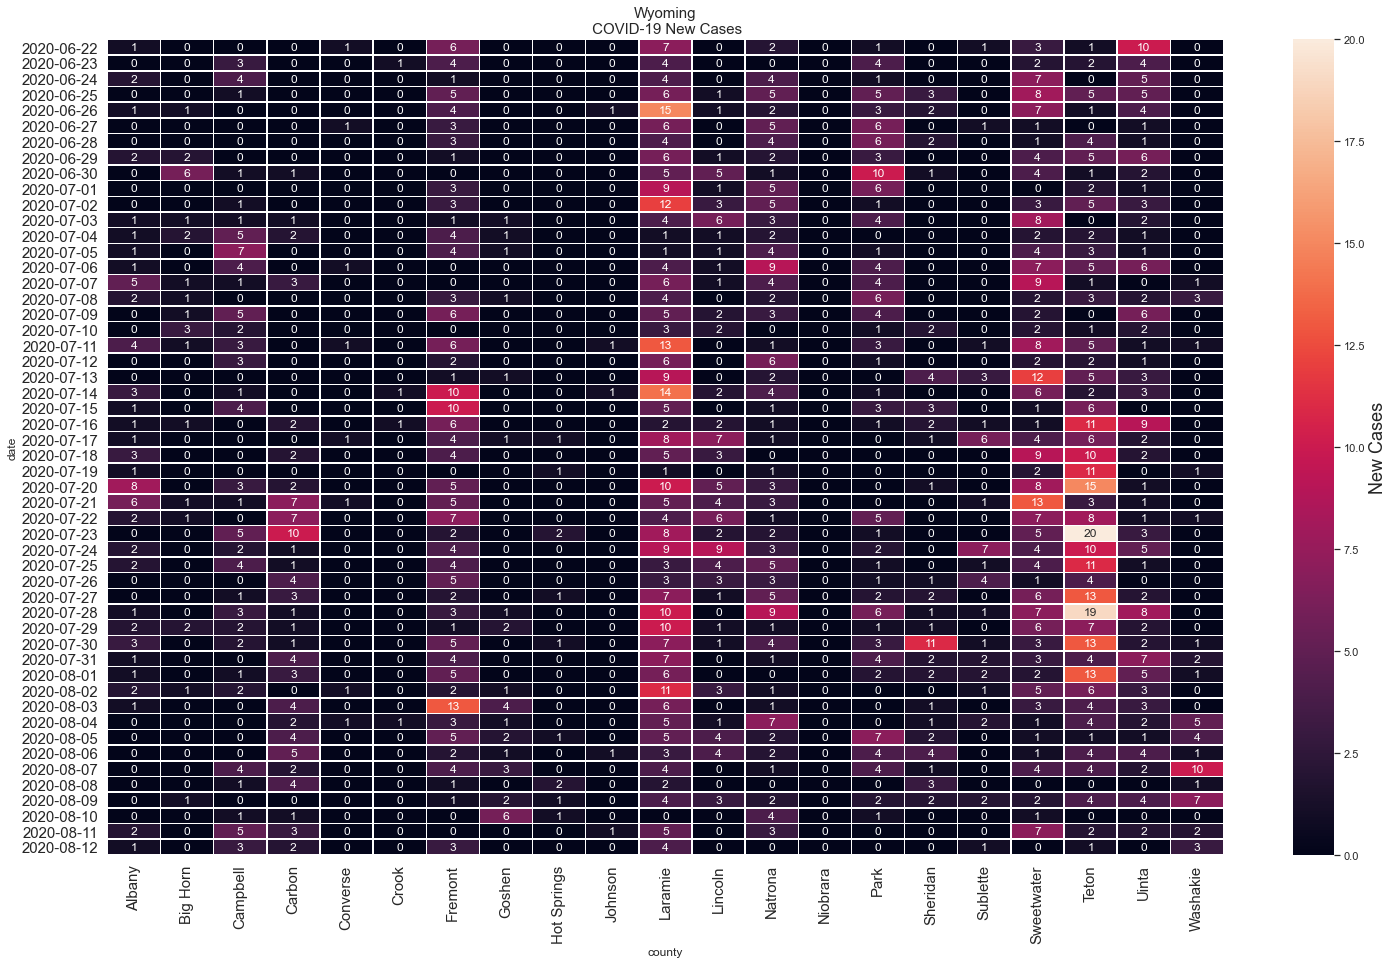 Wyoming
COVID-19 New Cases
2020-06-22 1 0 0 0 1 0 6 0 0 0 7 0 2 0 1 0 1 3 1 10 0
2020-06-23 0 0 3 0 0 1 4 0 0 0 4 0 0 0 4 0 0 2 2 4 0
2020-06-24 2 0 4 0 0 0 1 0 0 0 4 0 4 0 1 0 0 7 0 5 0
2020-06-25 0 0 1 0 0 0 5 0 0 0 6 1 5 0 5 3 0 8 5 5 0
2020-06-26 1 1 0 0 0 0 4 0 0 1 15 1 2 0 3 2 0 7 1 4 0
2020-06-27 0 0 0 0 1 0 3 0 0 0 6 0 5 0 6 0 1 1 0 1 0
2020-06-28 0 0 0 0 0 0 3 0 0 0 4 0 4 0 6 2 0 1 4 1 0
2020-06-29 2 2 0 0 0 0 1 0 0 0 6 1 2 0 3 0 0 4 5 6 0
2020-06-30 0 6 1 1 0 0 0 0 0 0 5 5 1 0 10 1 0 4 1 2 0
2020-07-01 0 0 0 0 0 0 3 0 0 0 9 1 5 0 6 0 0 0 2 1 0
2020-07-02 0 0 1 0 0 0 3 0 0 0 12 3 5 0 1 0 0 3 5 3 0
2020-07-03 1 1 1 1 0 0 1 1 0 0 4 6 3 0 4 0 0 8 0 2 0
2020-07-04 1 2 5 2 0 0 4 1 0 0 1 1 2 0 0 0 0 2 2 1 0
2020-07-05 1 0 7 0 0 0 4 1 0 0 1 1 4 0 1 0 0 4 3 1 0
2020-07-06 1 0 4 0 1 0 0 0 0 0 4 1 9 0 4 0 0 7 5 6 0
2020-07-07 5 1 1 3 0 0 0 0 0 0 6 1 4 0 4 0 0 9 1 0 1
2020-07-08 2 1 0 0 0 0 3 1 0 0 4 0 2 0 6 0 0 2 3 2 3
2020-07-09 0 1 5 0 0 0 6 0 0 0 5 2 3 0 4 0 0 2 0 6 0
2020-07-10 0 3 2 0 0 0 0 0 0 0 3 2 0 0 1 2 0 2 1 2 0
2020-07-11 4 1 3 0 1 0 6 0 0 1 13 0 1 0 3 0 1 8 5 1 1
2020-07-12 0 0 3 0 0 0 2 0 0 0 6 0 6 0 1 0 0 2 2 1 0
2020-07-13 0 0 0 0 0 0 1 1 0 0 9 0 2 0 0 4 3 12 5 3 0
2020-07-14 3 0 1 0 0 1 10 0 0 1 14 2 4 0 1 0 0 6 2 3 0
2020-07-15 1 0 4 0 0 0 10 0 0 0 5 0 1 0 3 3 0 1 6 0 0
2020-07-16 1 1 0 2 0 1 6 0 0 0 2 2 1 0 1 2 1 1 11 9 0
2020-07-17 1 0 0 0 1 0 4 1 1 0 8 7 1 0 0 1 6 4 6 2 0
2020-07-18 3 0 0 2 0 0 4 0 0 0 5 3 0 0 0 0 0 9 10 2 0
2020-07-19 1 0 0 0 0 0 0 0 1 0 1 0 1 0 0 0 0 2 11 0 1
2020-07-20 8 0 3 2 0 0 5 0 0 0 10 5 3 0 0 1 0 8 15 1 0
2020-07-21 6 1 1 7 1 0 5 0 0 0 5 4 3 0 0 0 1 13 3 1 0
2020-07-22 2 1 0 7 0 0 7 0 0 0 4 6 1 0 5 0 0 7 8 1 1
2020-07-23 0 0 5 10 0 0 2 0 2 0 8 2 2 0 1 0 0 5 20 3 0
2020-07-24 2 0 2 1 0 0 4 0 0 0 9 9 3 0 2 0 7 4 10 5 0
2020-07-25 2 0 4 1 0 0 4 0 0 0 3 4 5 0 1 0 1 4 11 1 0
2020-07-26 0 0 0 4 0 0 5 0 0 0 3 3 3 0 1 1 4 1 4 0 0
2020-07-27 0 0 1 3 0 0 2 0 1 0 7 1 5 0 2 2 0 6 13 2 0
2020-07-28 1 0 3 1 0 0 3 1 0 0 10 0 9 0 6 1 1 7 19 8 0
2020-07-29 2 2 2 1 0 0 1 2 0 0 10 1 1 0 1 1 0 6 7 2 0
2020-07-30 3 0 2 1 0 0 5 0 1 0 7 1 4 0 3 11 1 3 13 2 1
2020-07-31 1 0 0 4 0 0 4 0 0 0 7 0 1 0 4 2 2 3 4 7 2
2020-08-01 1 0 1 3 0 0 5 0 0 0 6 0 0 0 2 2 2 2 13 5 1
2020-08-02 2 1 2 0 1 0 2 1 0 0 11 3 1 0 0 0 1 5 6 3 0
2020-08-03 1 0 0 4 0 0 13 4 0 0 6 0 1 0 0 1 0 3 4 3 0
2020-08-04 0 0 0 2 1 1 3 1 0 0 5 1 7 0 0 1 2 1 4 2 5
2020-08-05 0 0 0 4 0 0 5 2 1 0 5 4 2 0 7 2 0 1 1 1 4
2020-08-06 0 0 0 5 0 0 2 1 0 1 3 4 2 0 4 4 0 1 4 4 1
2020-08-07 0 0 4 2 0 0 4 3 0 0 4 0 1 0 4 1 0 4 4 2 10
2020-08-08 0 0 1 4 0 0 1 0 2 0 2 0 0 0 0 3 0 0 0 0 1
2020-08-09 0 1 0 0 0 0 1 2 1 0 4 3 2 0 2 2 2 2 4 4 7
2020-08-10 0 0 1 1 0 0 0 6 1 0 0 0 4 0 1 0 0 1 0 0 0
2020-08-11 2 0 5 3 0 0 0 0 0 1 5 0 3 0 0 0 0 7 2 2 2
2020-08-12 1 0 3 2 0 0 3 0 0 0 4 0 0 0 0 0 1 0 1 0 3
date
Albany Big Horn Campbell Carbon Converse Crook Fremont Goshen Hot Springs Johnson Laramie Lincoln Natrona Niobrara Park Sheridan Sublette Sweetwater Teton Uinta Washakie
county
20.0
17.5
15.0
12.5
10.0
7.5
5.0
2.5
0.0
New Cases